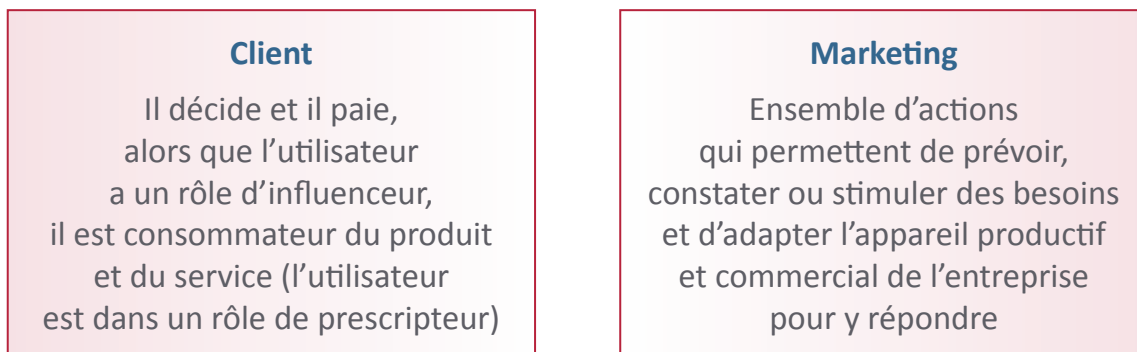 Client
Il décide et il paie,
alors que l’utilisateur
a un rôle d’influenceur,
il est consommateur du produit
et du service (l’utilisateur
est dans un rôle de prescripteur)
Marketing
Ensemble d’actions
qui permettent de prévoir,
constater ou stimuler des besoins
et d’adapter l’appareil productif
et commercial de l’entreprise
pour y répondre